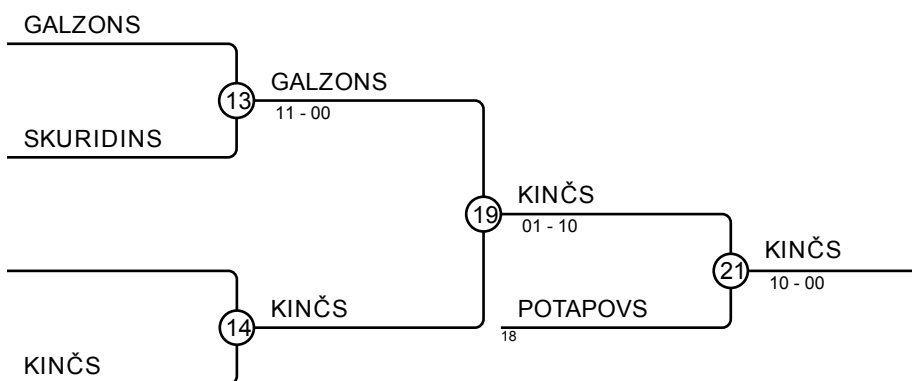 GALZONS
13
GALZONS
11 - 00
SKURIDINS
19
KINČS
01 - 10
21
KINČS
10 - 00
14
KINČS
POTAPOVS
18
KINČS